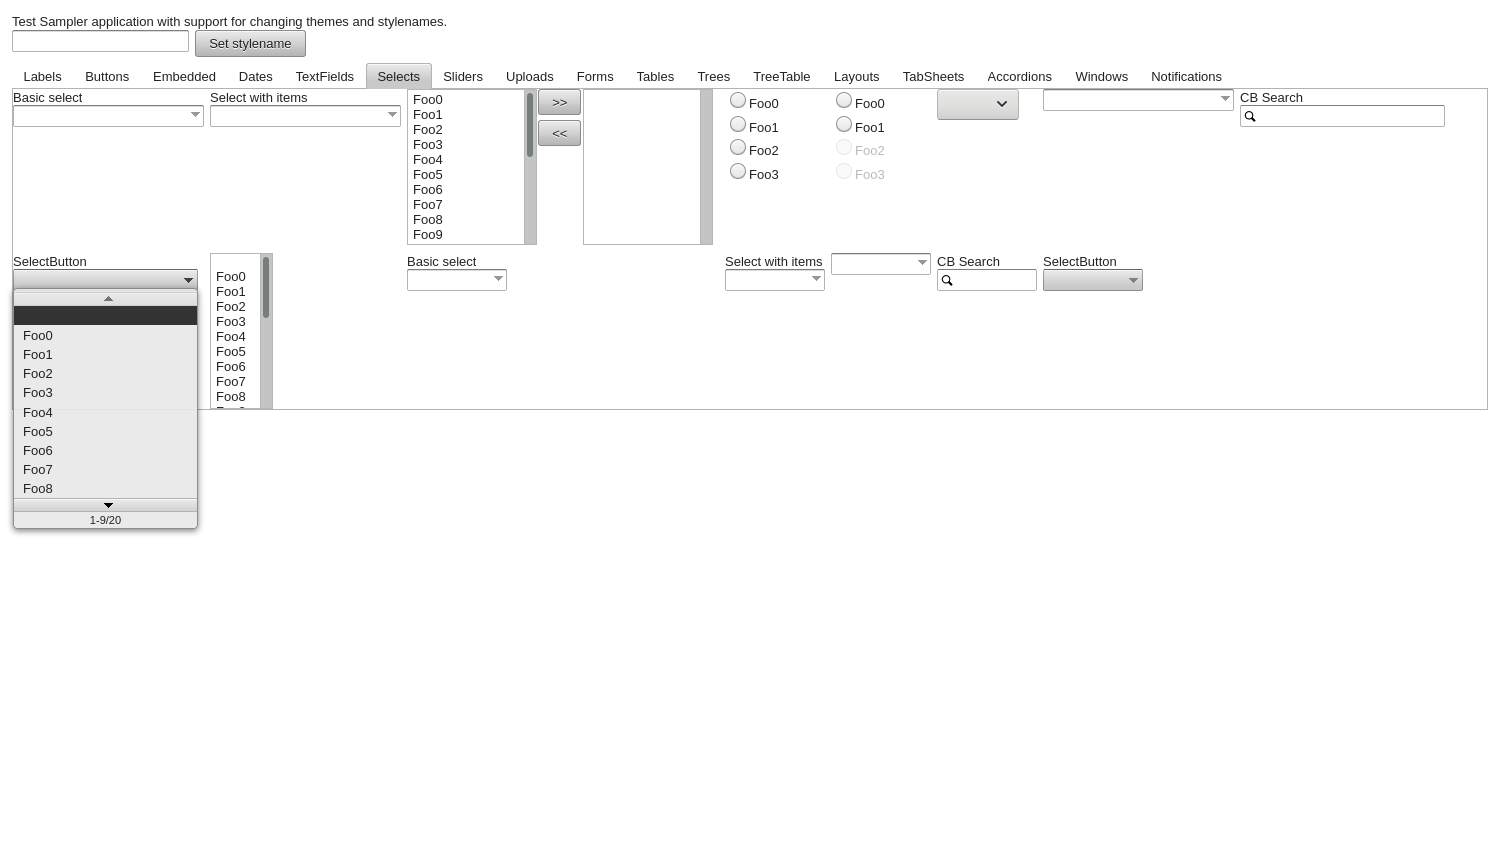 Test Sampler application with support for changing themes and stylenames.
Set stylename
Labels Buttons Embedded Dates TextFields Selects Sliders Uploads Forms Tables Trees TreeTable Layouts TabSheets Accordions Windows Notifications
Basic select
Select with items
Foo0
Foo1
Foo2
Foo3
Foo4
Foo5
Foo6
Foo7
Foo8
Foo9
>>
<<
Foo0
Foo1
Foo2
Foo3
Foo0
Foo1
Foo2
Foo3
CB Search
SelectButton
Foo0
Foo1
Foo2
Foo3
Foo4
Foo5
Foo6
Foo7
Foo8
1-9/20
Foo0
Foo1
Foo2
Foo3
Foo4
Foo5
Foo6
Foo7
Foo8
Basic select
Select with items
CB Search
SelectButton